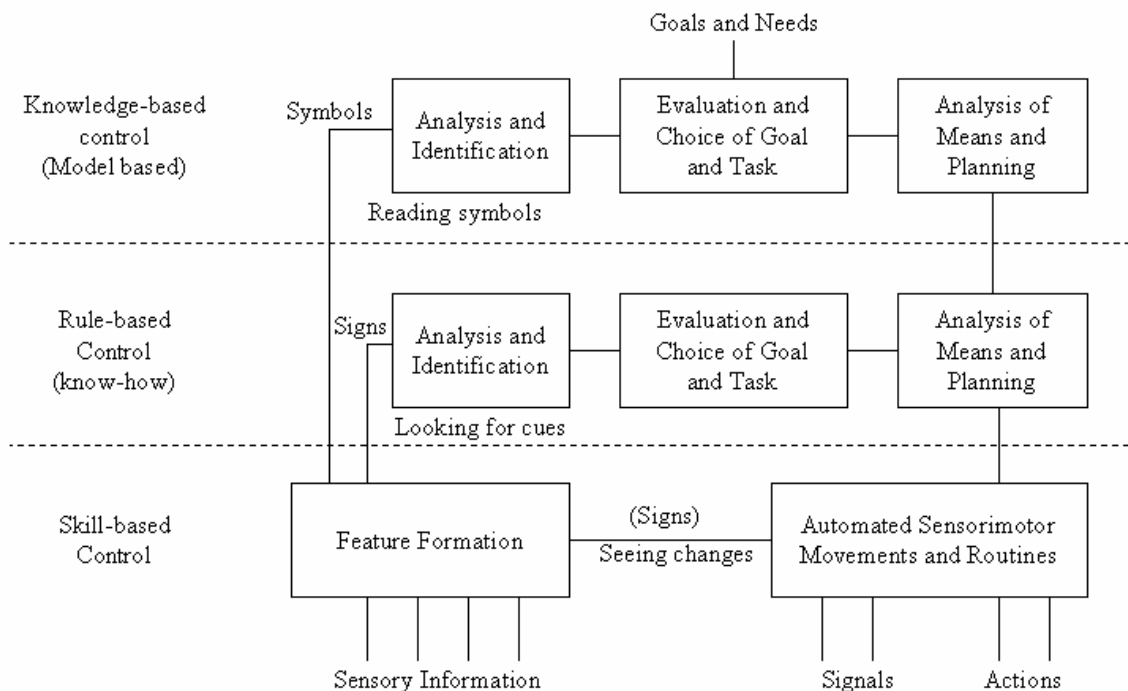 Goals and Needs
Knowledge-based
control
(Model based)
Symbols
Analysis and
Identification
Evaluation and
Choice of Goal
and Task
Analysis of
Means and
Planning
Reading symbols
Rule-based
Control
(know-how)
Signs
Analysis and
Identification
Evaluation and
Choice of Goal
and Task
Analysis of
Means and
Planning
Looking for cues
Skill-based
Control
Feature Formation
(Signs)
Seeing changes
Automated Sensorimotor
Movements and Routines
Sensory Information
Signals
Actions